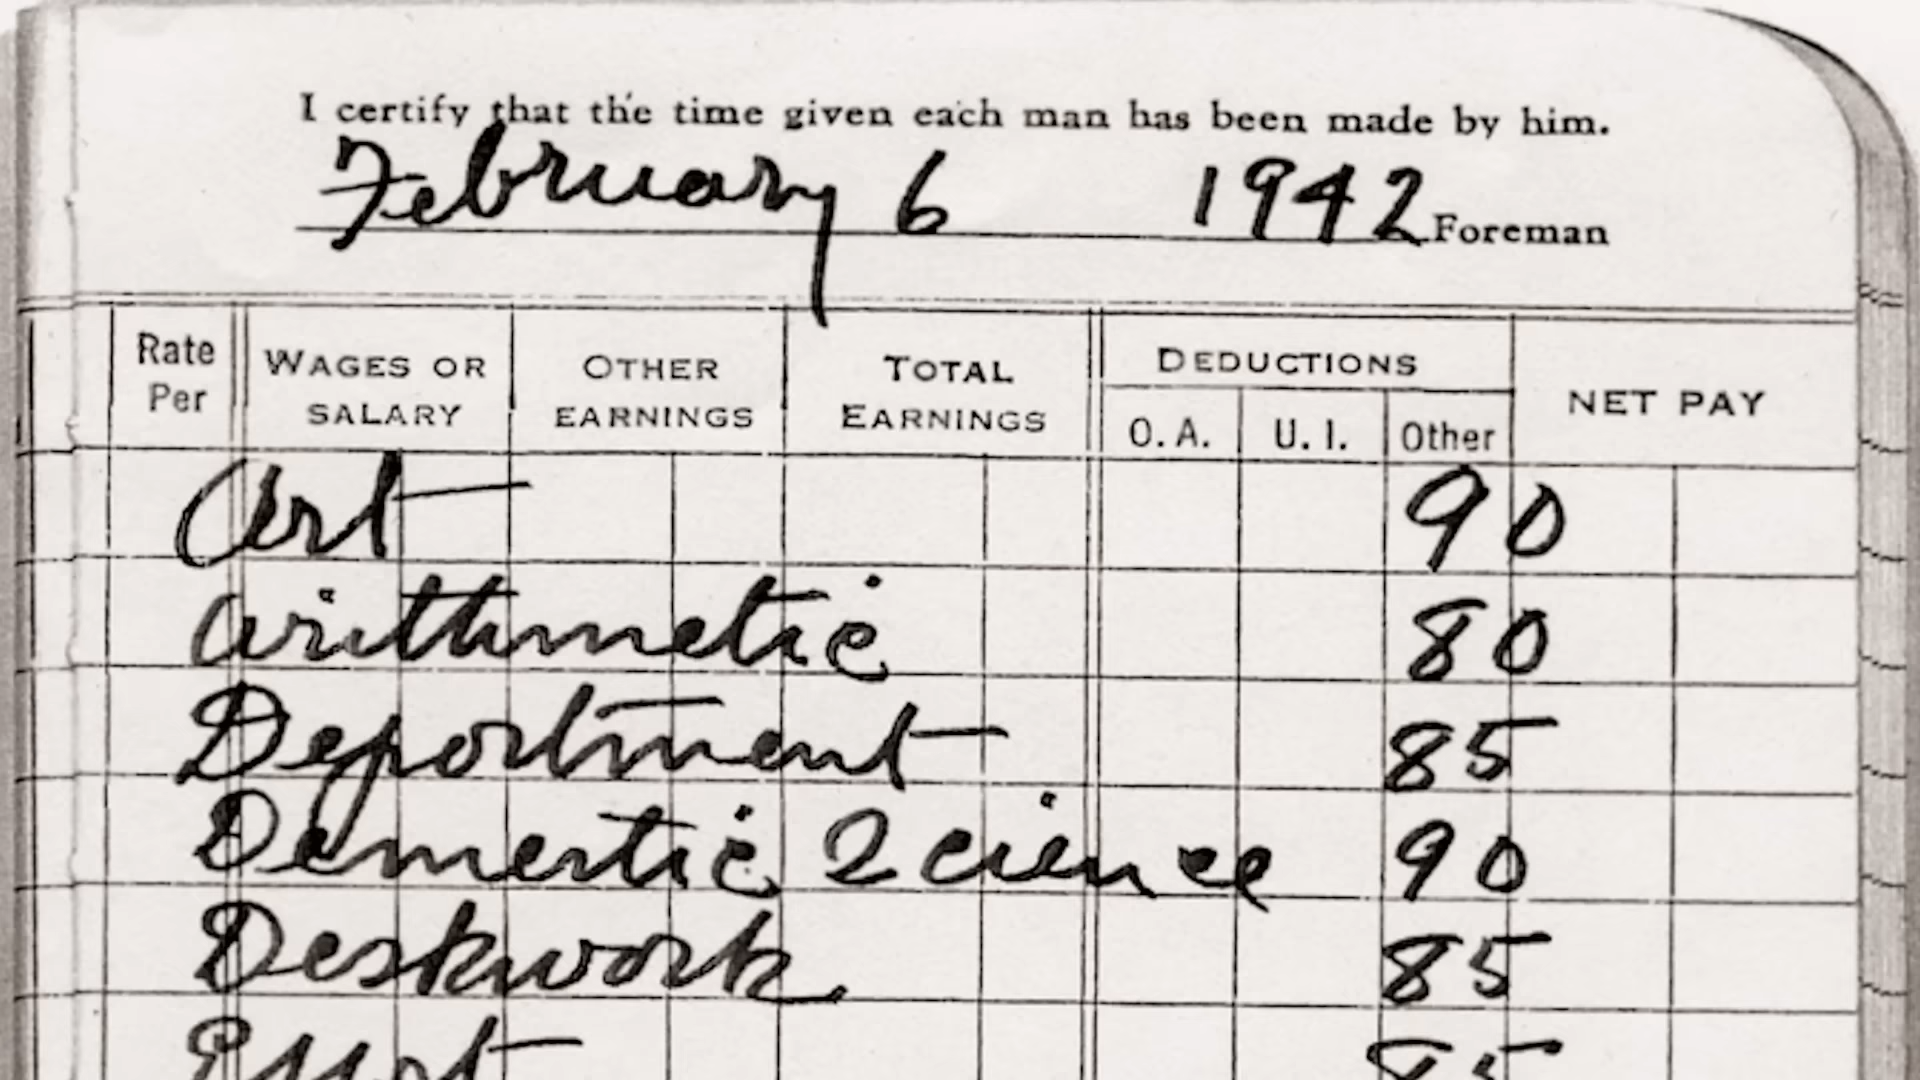 I certify that the time given each man has been made by him.
February 6 1942 Foreman
Rate Per WAGES OR SALARY OTHER EARNINGS TOTAL EARNINGS DEDUCTIONS O. A. U. I. Other NET PAY
Art 90
Arithmetic 80
Deportment 85
Domestic Science 90
Deskwork 85
Effort 85